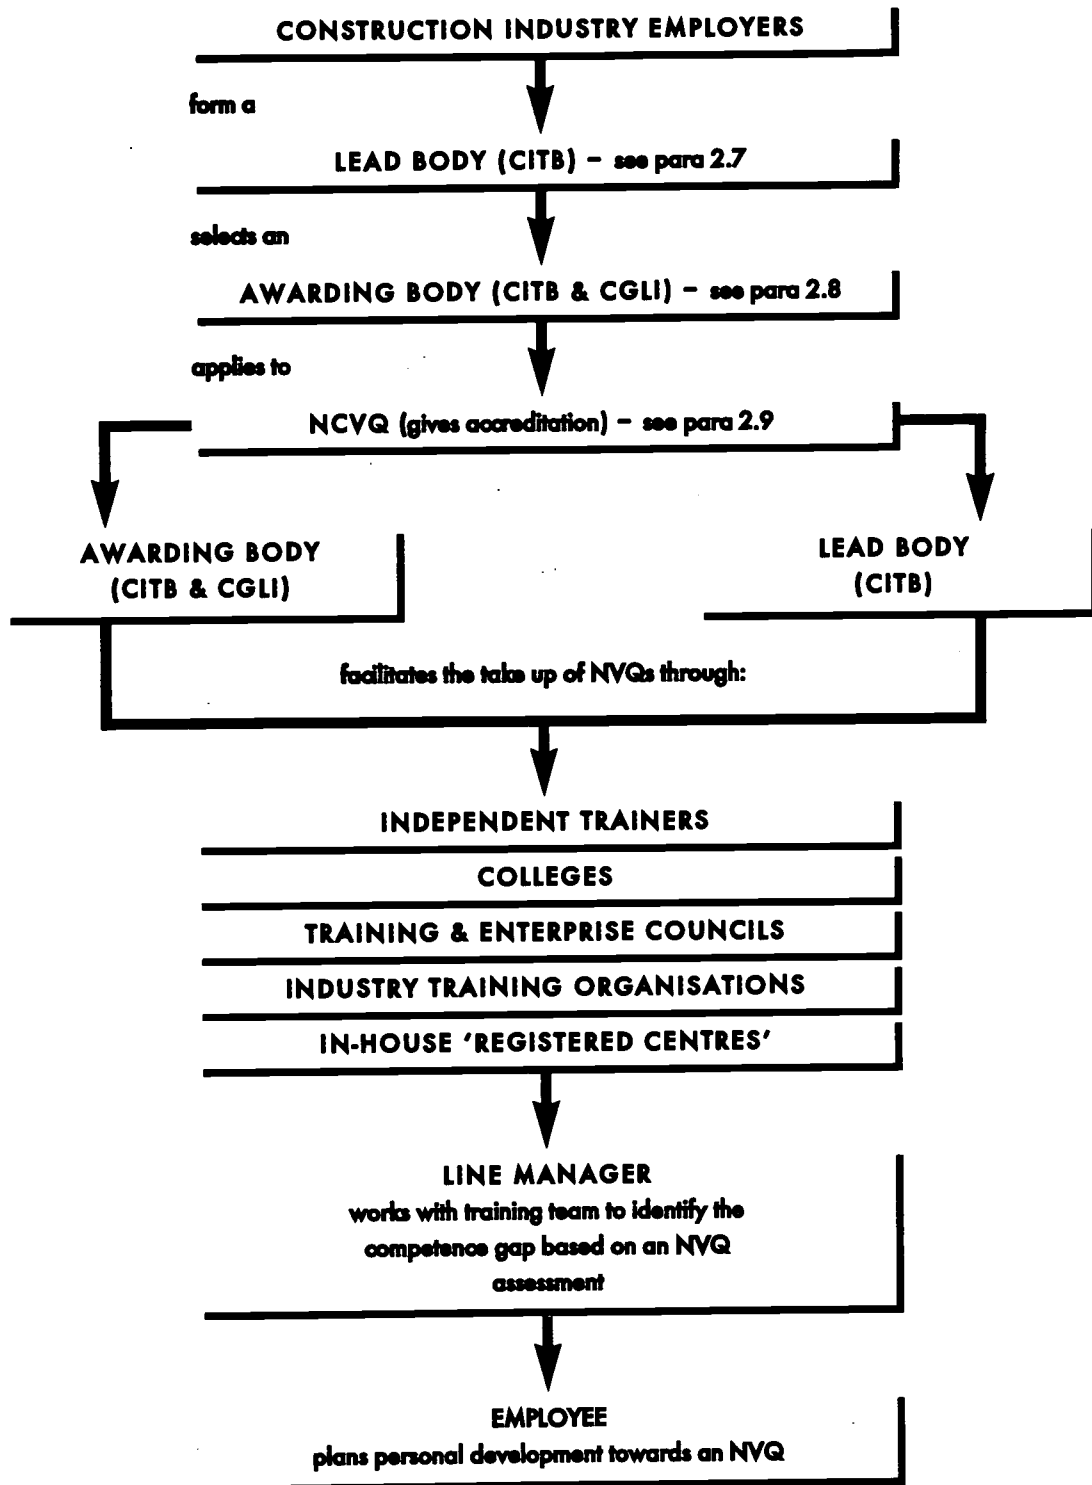 CONSTRUCTION INDUSTRY EMPLOYERS
form a
LEAD BODY (CITB) – see para 2.7
selects an
AWARDING BODY (CITB & CGLI) – see para 2.8
applies to
NCVQ (gives accreditation) – see para 2.9
AWARDING BODY
(CITB & CGLI)
LEAD BODY
(CITB)
facilitates the take up of NVQs through:
INDEPENDENT TRAINERS
COLLEGES
TRAINING & ENTERPRISE COUNCILS
INDUSTRY TRAINING ORGANISATIONS
IN-HOUSE ‘REGISTERED CENTRES’
LINE MANAGER
works with training team to identify the
competence gap based on an NVQ
assessment
EMPLOYEE
plans personal development towards an NVQ